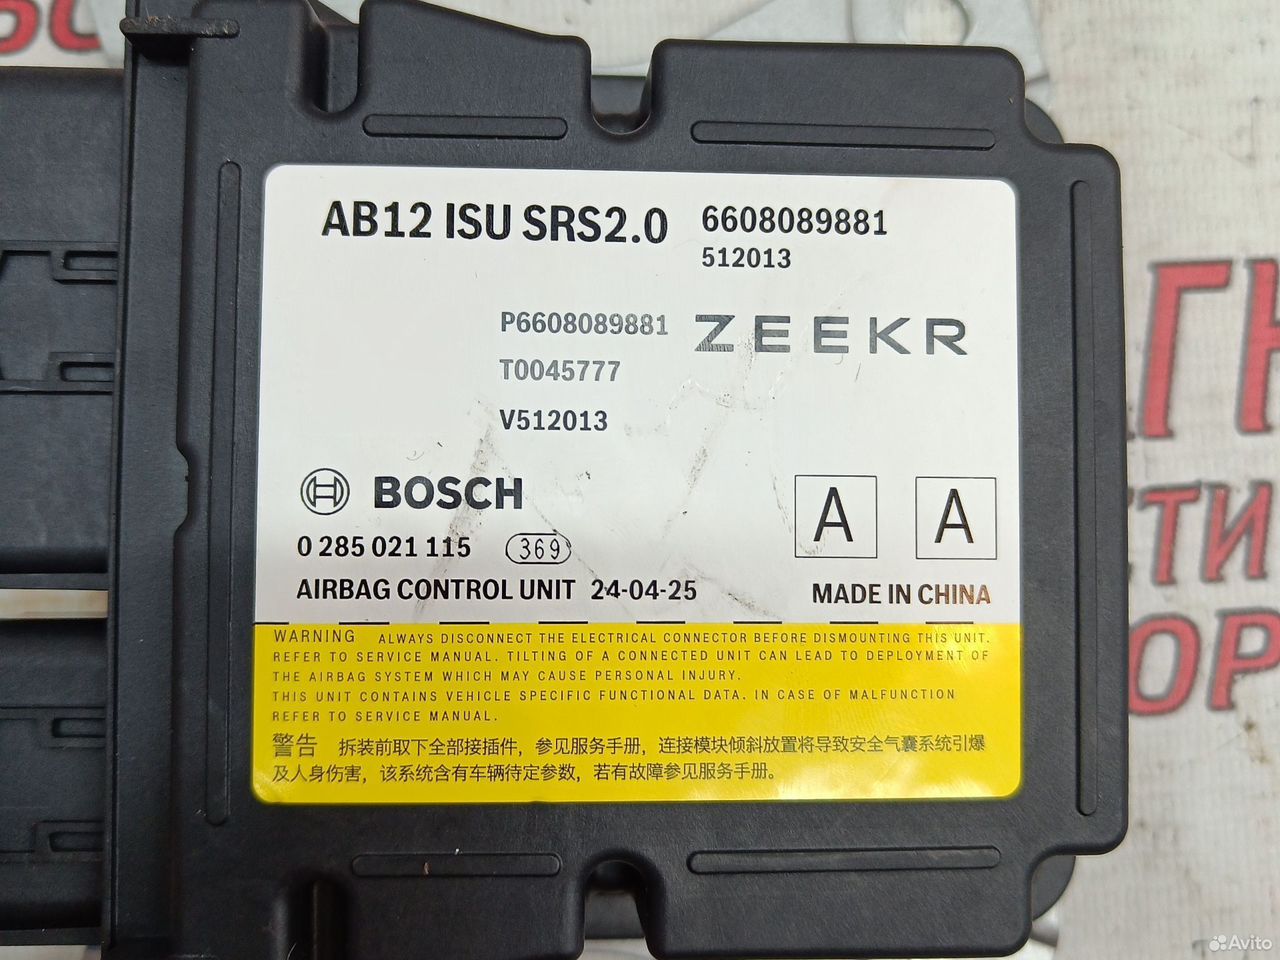 AB12 ISU SRS2.0 6608089881
512013
P6608089881 ZEEKR
T0045777
V512013
BOSCH A A
0 285 021 115 369
AIRBAG CONTROL UNIT 24-04-25 MADE IN CHINA
WARNING ALWAYS DISCONNECT THE ELECTRICAL CONNECTOR BEFORE DISMOUNTING THIS UNIT.
REFER TO SERVICE MANUAL. TILTING OF A CONNECTED UNIT CAN LEAD TO DEPLOYMENT OF
THE AIRBAG SYSTEM WHICH MAY CAUSE PERSONAL INJURY.
THIS UNIT CONTAINS VEHICLE SPECIFIC FUNCTIONAL DATA. IN CASE OF MALFUNCTION
REFER TO SERVICE MANUAL.
警告 拆装前取下全部接插件，参见服务手册，连接模块倾斜放置将导致安全气囊系统引爆
及人身伤害，该系统含有车辆待定参数，若有故障参见服务手册。
Avito